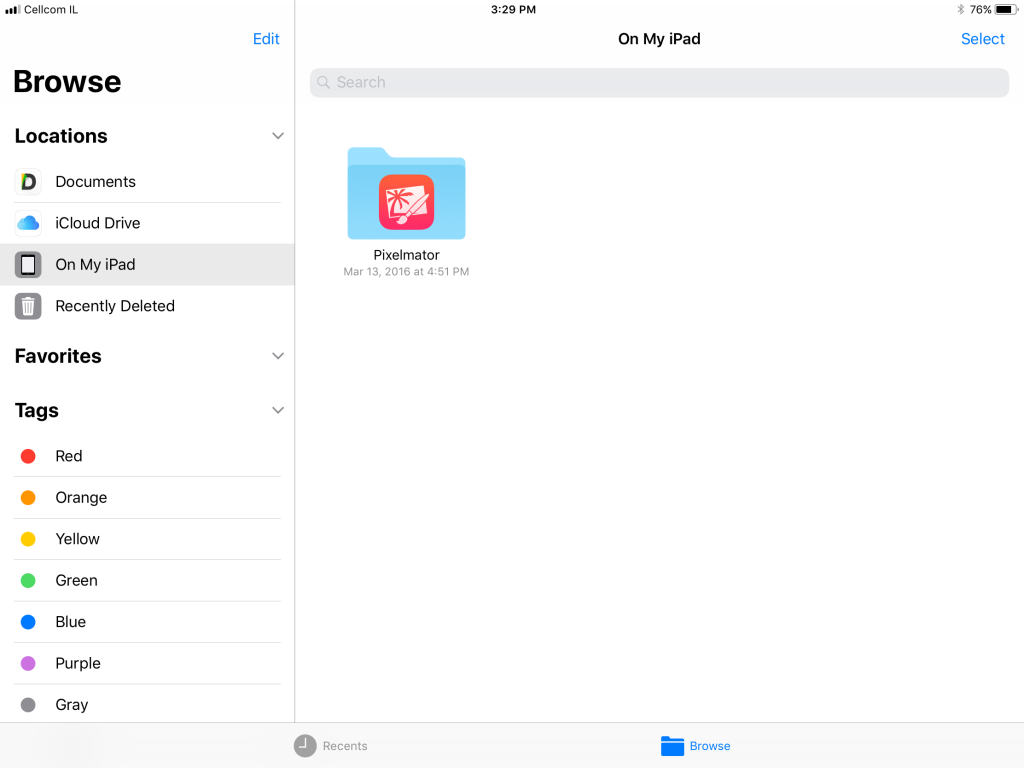 Cellcom IL
3:29 PM
76%
Edit
On My iPad
Select
Browse
Search
Locations
Documents
iCloud Drive
On My iPad
Recently Deleted
Pixelmator
Mar 13, 2016 at 4:51 PM
Favorites
Tags
Red
Orange
Yellow
Green
Blue
Purple
Gray
Recents
Browse